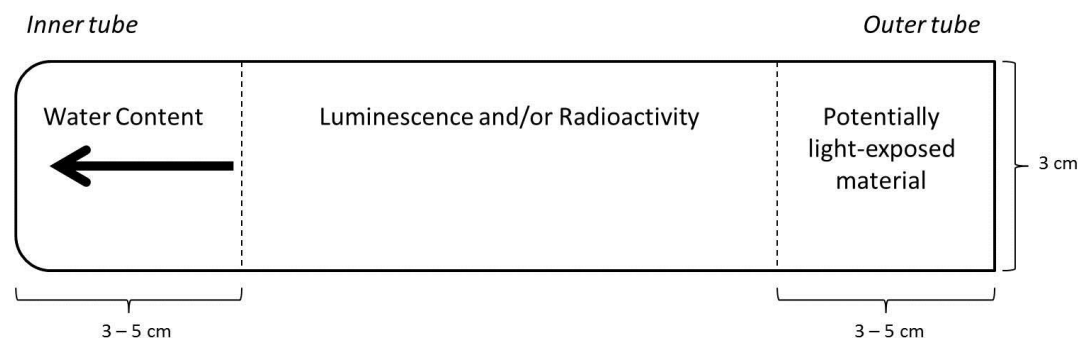 Inner tube
Outer tube
Water Content
Luminescence and/or Radioactivity
Potentially
light-exposed
material
3 cm
3 – 5 cm
3 – 5 cm